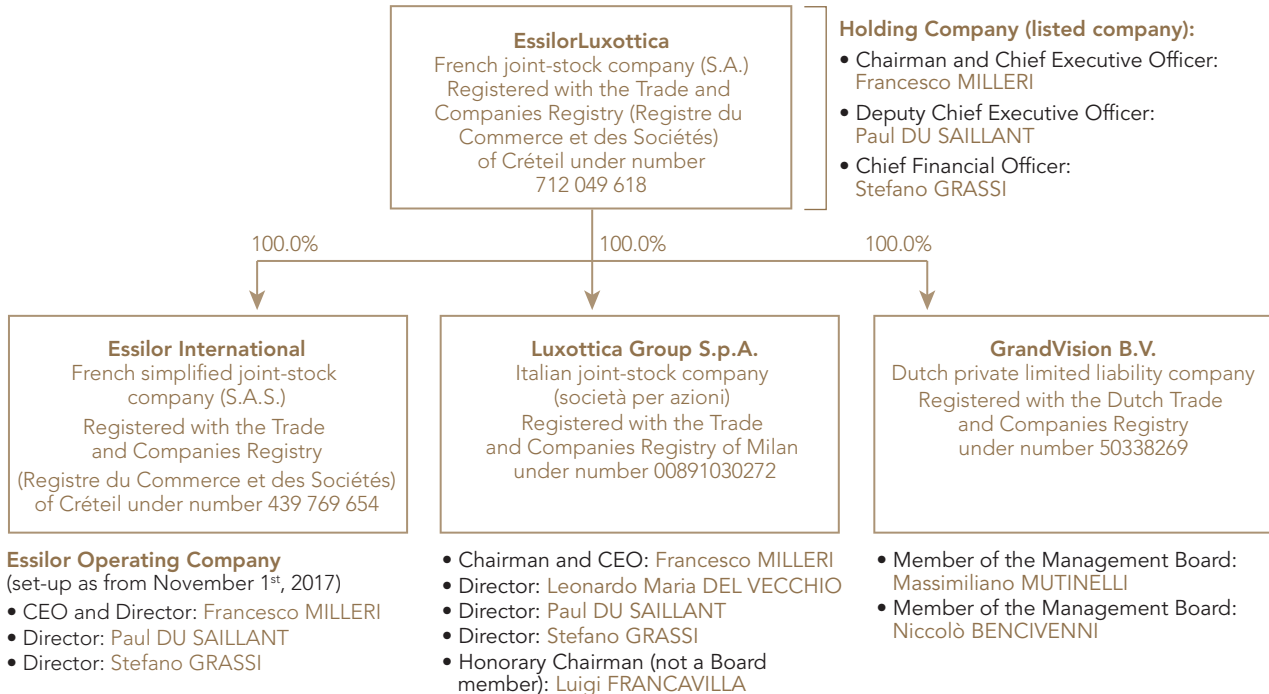 EssilorLuxottica
French joint-stock company (S.A.)
Registered with the Trade and
Companies Registry (Registre du
Commerce et des Sociétés)
of Créteil under number
712 049 618
Holding Company (listed company):
• Chairman and Chief Executive Officer:
Francesco MILLERI
• Deputy Chief Executive Officer:
Paul DU SAILLANT
• Chief Financial Officer:
Stefano GRASSI
100.0%
100.0%
100.0%
Essilor International
French simplified joint-stock
company (S.A.S.)
Registered with the Trade
and Companies Registry
(Registre du Commerce et des Sociétés)
of Créteil under number 439 769 654
Luxottica Group S.p.A.
Italian joint-stock company
(società per azioni)
Registered with the Trade
and Companies Registry of Milan
under number 00891030272
GrandVision B.V.
Dutch private limited liability company
Registered with the Dutch Trade
and Companies Registry
under number 50338269
Essilor Operating Company
(set-up as from November 1st, 2017)
• CEO and Director: Francesco MILLERI
• Director: Paul DU SAILLANT
• Director: Stefano GRASSI
• Chairman and CEO: Francesco MILLERI
• Director: Leonardo Maria DEL VECCHIO
• Director: Paul DU SAILLANT
• Director: Stefano GRASSI
• Honorary Chairman (not a Board
member): Luigi FRANCAVILLA
• Member of the Management Board:
Massimiliano MUTINELLI
• Member of the Management Board:
Niccolò BENCIVENNI